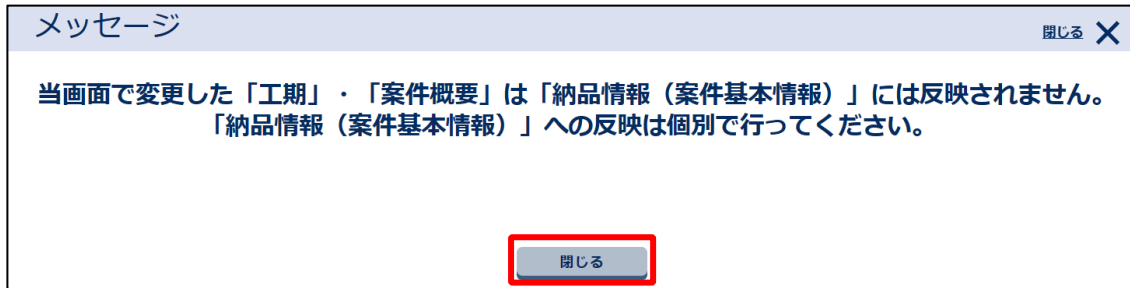 メッセージ
閉じる
当画面で変更した「工期」・「案件概要」は「納品情報（案件基本情報）」には反映されません。
「納品情報（案件基本情報）」への反映は個別で行ってください。
閉じる